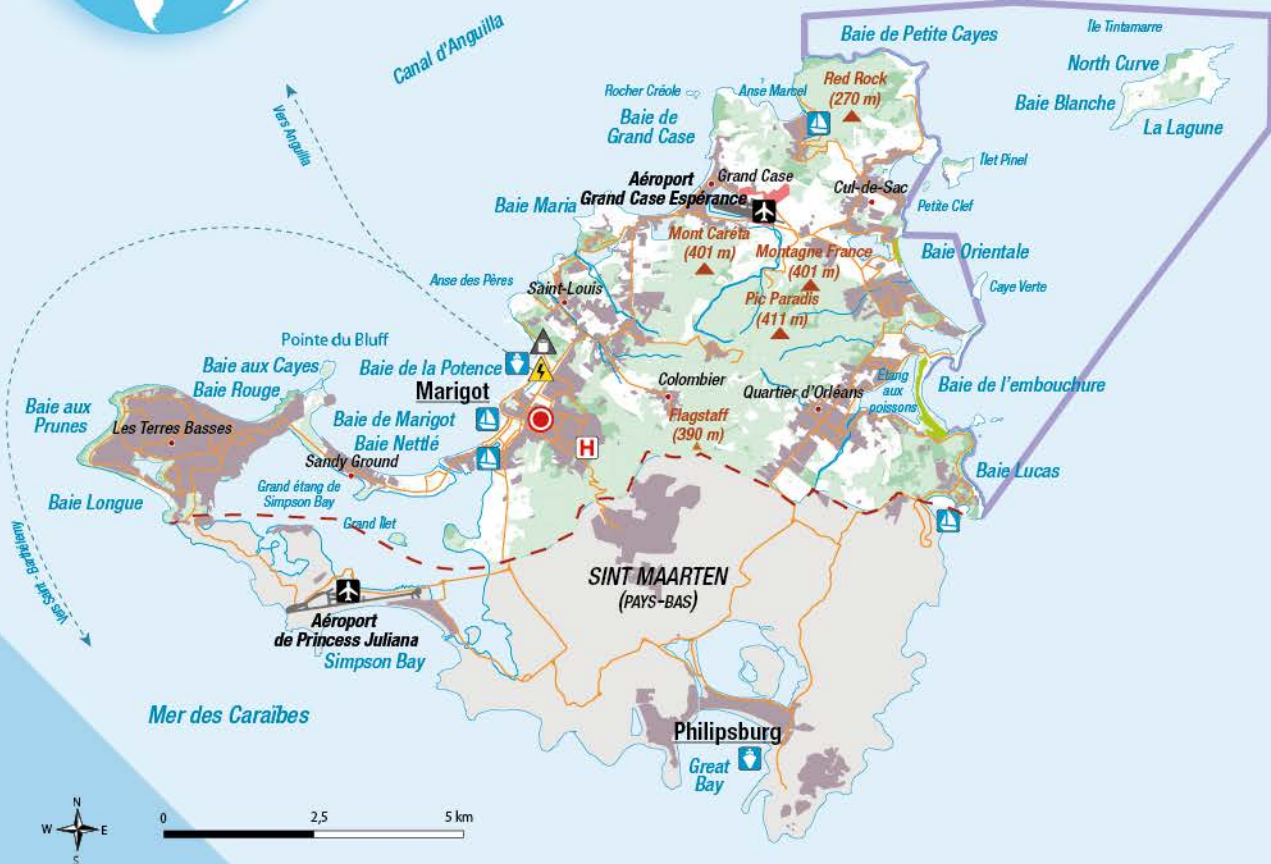 Canal d'Anguilla
Vers Anguilla
Baie de Petite Cayes
Île Tintamarre
North Curve
Baie Blanche
La Lagune
Red Rock
(270 m)
Rocher Créole
Anse Marcel
Baie de
Grand Case
Îlet Pinel
Aéroport
Grand Case Espérance
Grand Case
Cul-de-Sac
Petite Clef
Baie Maria
Mont Caréta
(401 m)
Montagne France
(401 m)
Baie Orientale
Anse des Pères
Saint-Louis
Pic Paradis
(411 m)
Caye Verte
Pointe du Bluff
Baie aux Cayes
Baie Rouge
Baie de la Potence
Marigot
Colombier
Quartier d'Orléans
Étang
aux
poissons
Baie de l'embouchure
Baie aux
Prunes
Les Terres Basses
Baie de Marigot
Baie Nettlé
Flagstaff
(390 m)
H
Sandy Ground
Baie Lucas
Baie Longue
Grand étang de
Simpson Bay
Grand Îlet
Vers Saint - Barthélemy
SINT MAARTEN
(PAYS-BAS)
Aéroport
de Princess Juliana
Simpson Bay
Mer des Caraïbes
Philipsburg
Great
Bay
N
W E
S
0 2,5 5 km